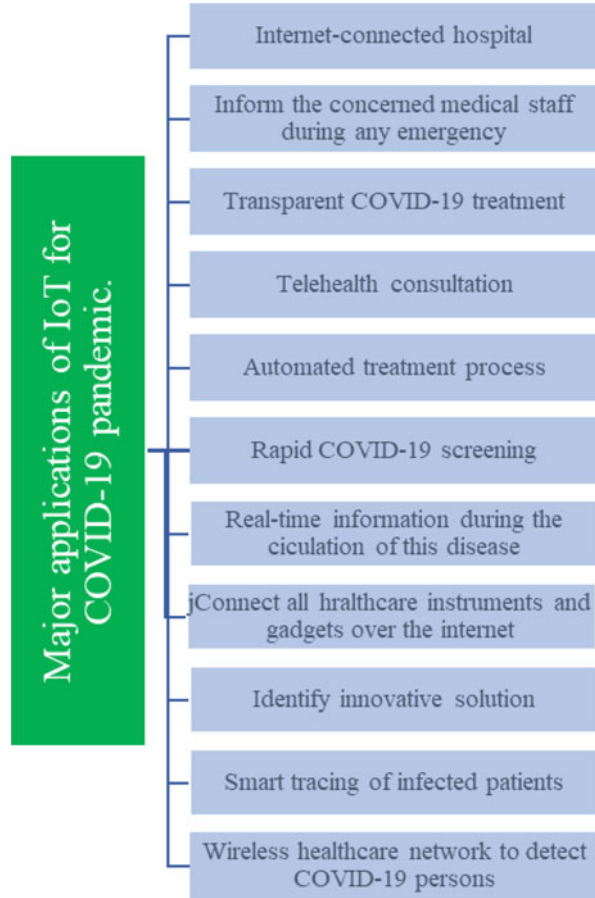 Major applications of IoT for
COVID-19 pandemic.
Internet-connected hospital
Inform the concerned medical staff
during any emergency
Transparent COVID-19 treatment
Telehealth consultation
Automated treatment process
Rapid COVID-19 screening
Real-time information during the
ciculation of this disease
jConnect all hralthcare instruments and
gadgets over the internet
Identify innovative solution
Smart tracing of infected patients
Wireless healthcare network to detect
COVID-19 persons